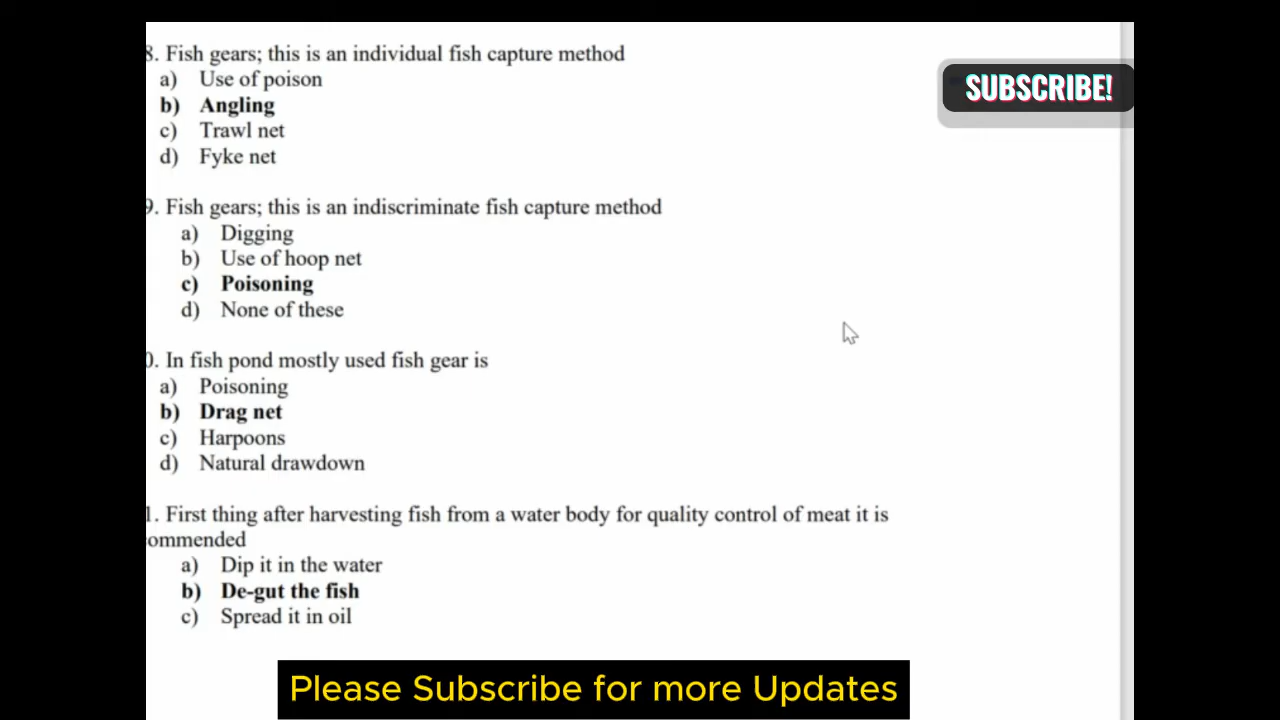 8. Fish gears; this is an individual fish capture method
a) Use of poison
b) Angling
c) Trawl net
d) Fyke net
9. Fish gears; this is an indiscriminate fish capture method
a) Digging
b) Use of hoop net
c) Poisoning
d) None of these
0. In fish pond mostly used fish gear is
a) Poisoning
b) Drag net
c) Harpoons
d) Natural drawdown
1. First thing after harvesting fish from a water body for quality control of meat it is
ommended
a) Dip it in the water
b) De-gut the fish
c) Spread it in oil
SUBSCRIBE!
Please Subscribe for more Updates